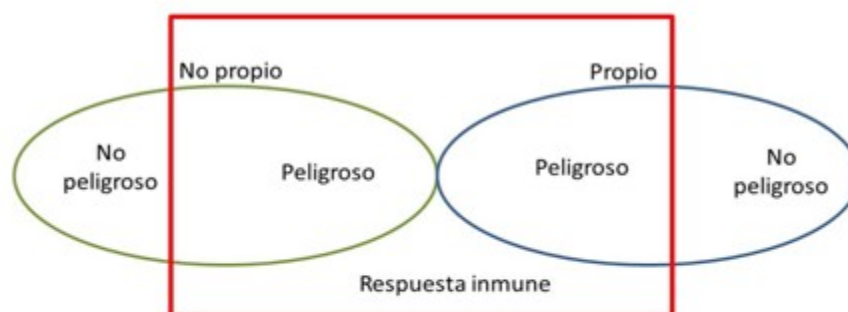 No propio
Propio
No
peligroso
Peligroso
Peligroso
No
peligroso
Respuesta inmune